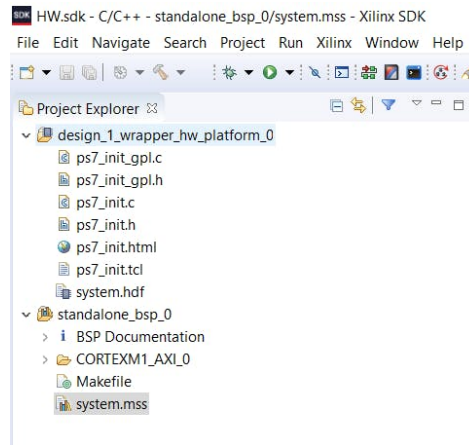 SDK HW.sdk - C/C++ - standalone_bsp_0/system.mss - Xilinx SDK
File Edit Navigate Search Project Run Xilinx Window Help
Project Explorer
design_1_wrapper_hw_platform_0
ps7_init_gpl.c
ps7_init_gpl.h
ps7_init.c
ps7_init.h
ps7_init.html
ps7_init.tcl
system.hdf
standalone_bsp_0
BSP Documentation
CORTEXM1_AXI_0
Makefile
system.mss